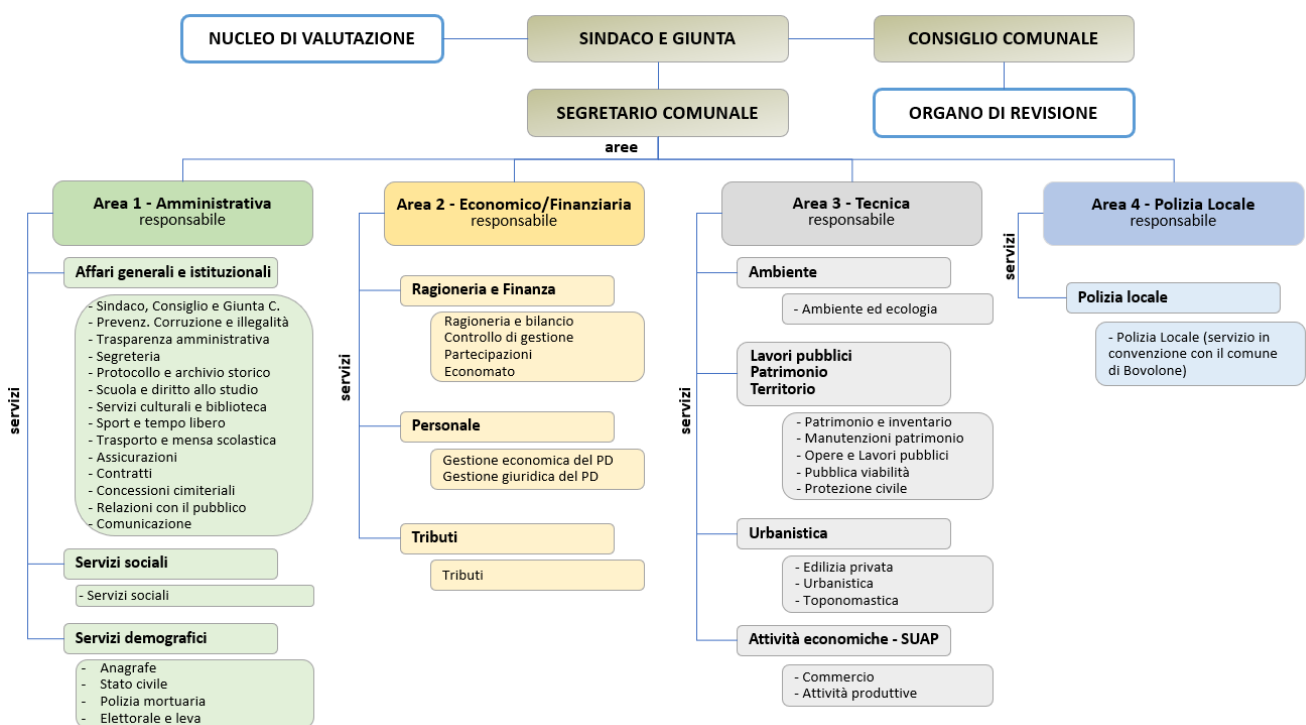 NUCLEO DI VALUTAZIONE
SINDACO E GIUNTA
CONSIGLIO COMUNALE
SEGRETARIO COMUNALE
ORGANO DI REVISIONE
aree
Area 1 - Amministrativa
responsabile
servizi
Affari generali e istituzionali
- Sindaco, Consiglio e Giunta C.
- Prevenz. Corruzione e illegalità
- Trasparenza amministrativa
- Segreteria
- Protocollo e archivio storico
- Scuola e diritto allo studio
- Servizi culturali e biblioteca
- Sport e tempo libero
- Trasporto e mensa scolastica
- Assicurazioni
- Contratti
- Concessioni cimiteriali
- Relazioni con il pubblico
- Comunicazione
Servizi sociali
- Servizi sociali
Servizi demografici
- Anagrafe
- Stato civile
- Polizia mortuaria
- Elettorale e leva
Area 2 - Economico/Finanziaria
responsabile
servizi
Ragioneria e Finanza
Ragioneria e bilancio
Controllo di gestione
Partecipazioni
Economato
Personale
Gestione economica del PD
Gestione giuridica del PD
Tributi
Tributi
Area 3 - Tecnica
responsabile
servizi
Ambiente
- Ambiente ed ecologia
Lavori pubblici
Patrimonio
Territorio
- Patrimonio e inventario
- Manutenzioni patrimonio
- Opere e Lavori pubblici
- Pubblica viabilità
- Protezione civile
Urbanistica
- Edilizia privata
- Urbanistica
- Toponomastica
Attività economiche - SUAP
- Commercio
- Attività produttive
Area 4 - Polizia Locale
responsabile
servizi
Polizia locale
- Polizia Locale (servizio in
convenzione con il comune
di Bovolone)